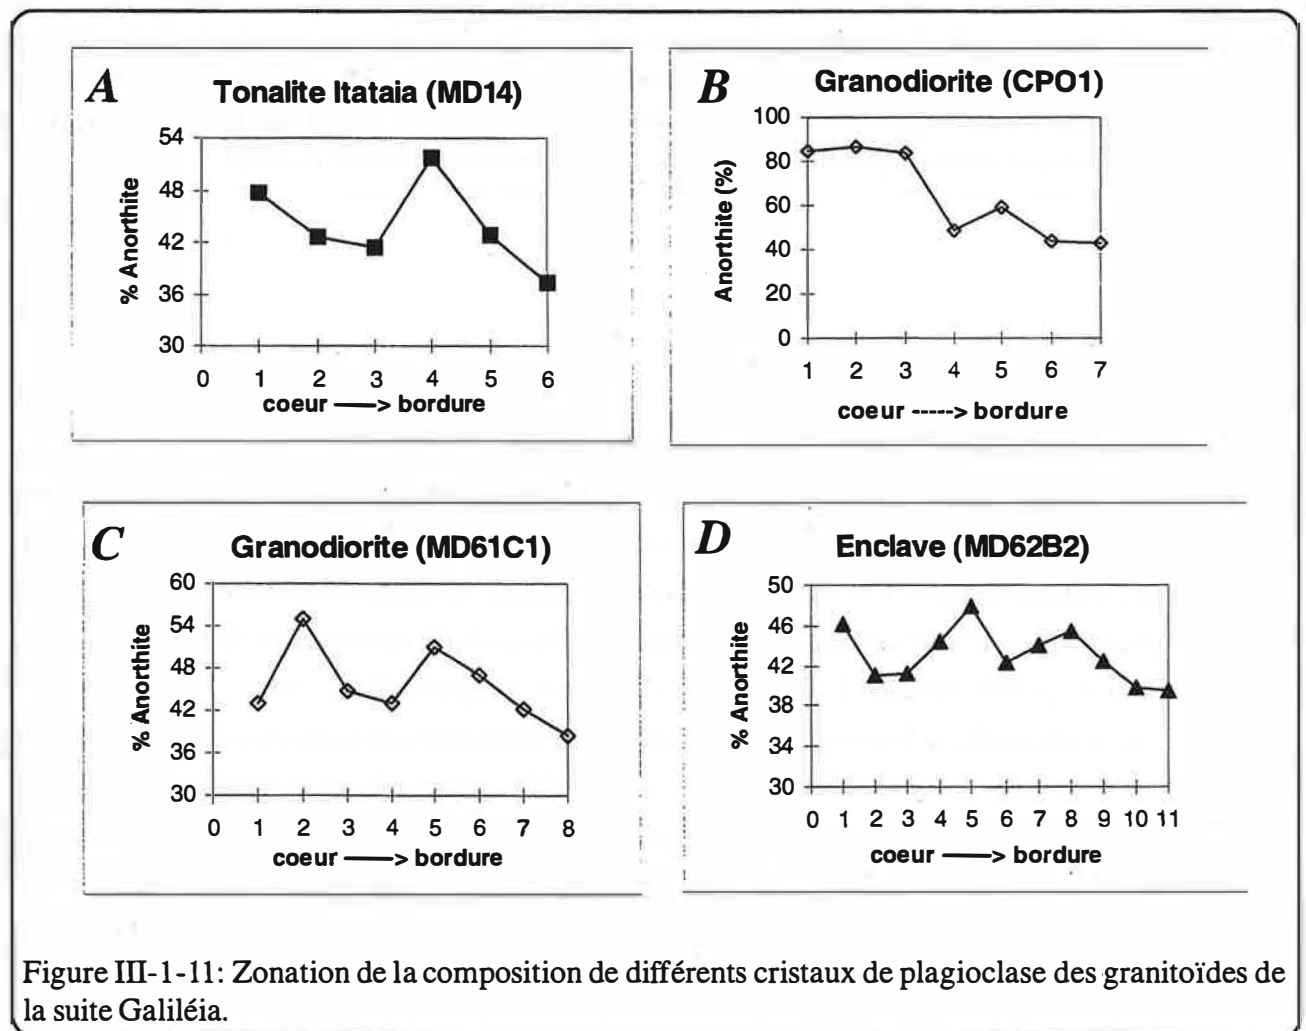 A
Tonalite Itataia (MD14)
% Anorthite
54
48
42
36
30
0 1 2 3 4 5 6
coeur ——> bordure
B
Granodiorite (CPO1)
Anorthite (%)
100
80
60
40
20
0
1 2 3 4 5 6 7
coeur -----> bordure
C
Granodiorite (MD61C1)
% Anorthite
60
54
48
42
36
30
0 1 2 3 4 5 6 7 8
coeur ——> bordure
D
Enclave (MD62B2)
% Anorthite
50
46
42
38
34
30
0 1 2 3 4 5 6 7 8 9 10 11
coeur ——> bordure
Figure III-1-11: Zonation de la composition de différents cristaux de plagioclase des granitoïdes de
la suite Galiléia.